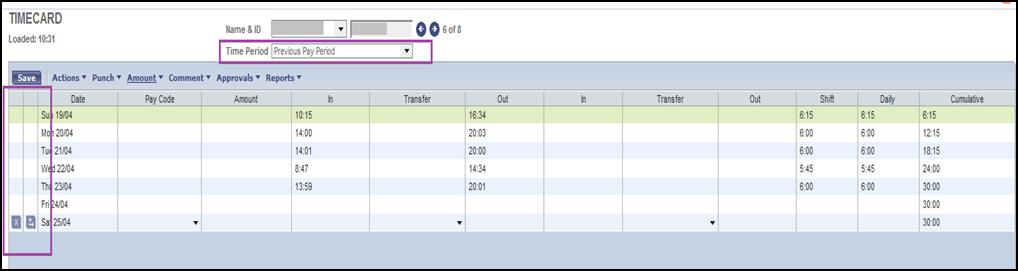 TIMECARD
Loaded: 10:31
Name & ID 6 of 8
Time Period Previous Pay Period
Save Actions Punch Amount Comment Approvals Reports
Date Pay Code Amount In Transfer Out In Transfer Out Shift Daily Cumulative
Sun 19/04 10:15 16:34 6:15 6:15 6:15
Mon 20/04 14:00 20:03 6:00 6:00 12:15
Tue 21/04 14:01 20:00 6:00 6:00 18:15
Wed 22/04 8:47 14:34 5:45 5:45 24:00
Thu 23/04 13:59 20:01 6:00 6:00 30:00
Fri 24/04 30:00
X Sat 25/04 30:00